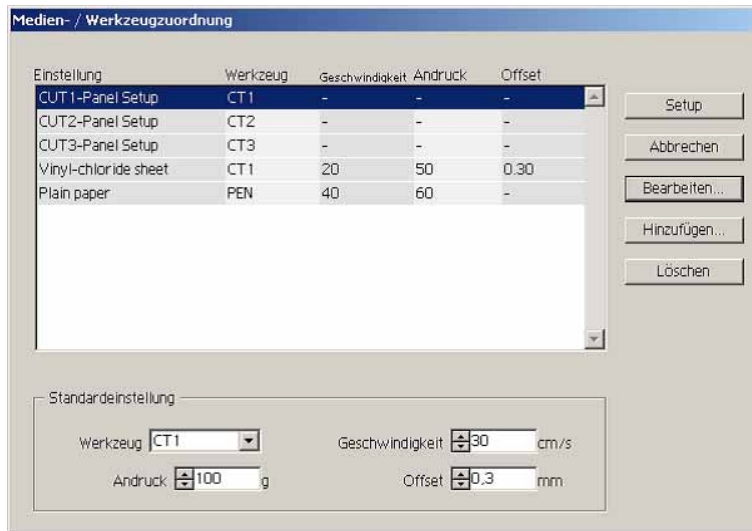 Medien- / Werkzeugzuordnung
Einstellung Werkzeug Geschwindigkeit Andruck Offset
CUT1-Panel Setup CT1 - - -
CUT2-Panel Setup CT2 - - -
CUT3-Panel Setup CT3 - - -
Vinyl-chloride sheet CT1 20 50 0.30
Plain paper PEN 40 60 -
Setup
Abbrechen
Bearbeiten...
Hinzufügen...
Löschen
Standardeinstellung
Werkzeug CT1 Geschwindigkeit 30 cm/s
Andruck 100 g Offset 0,3 mm